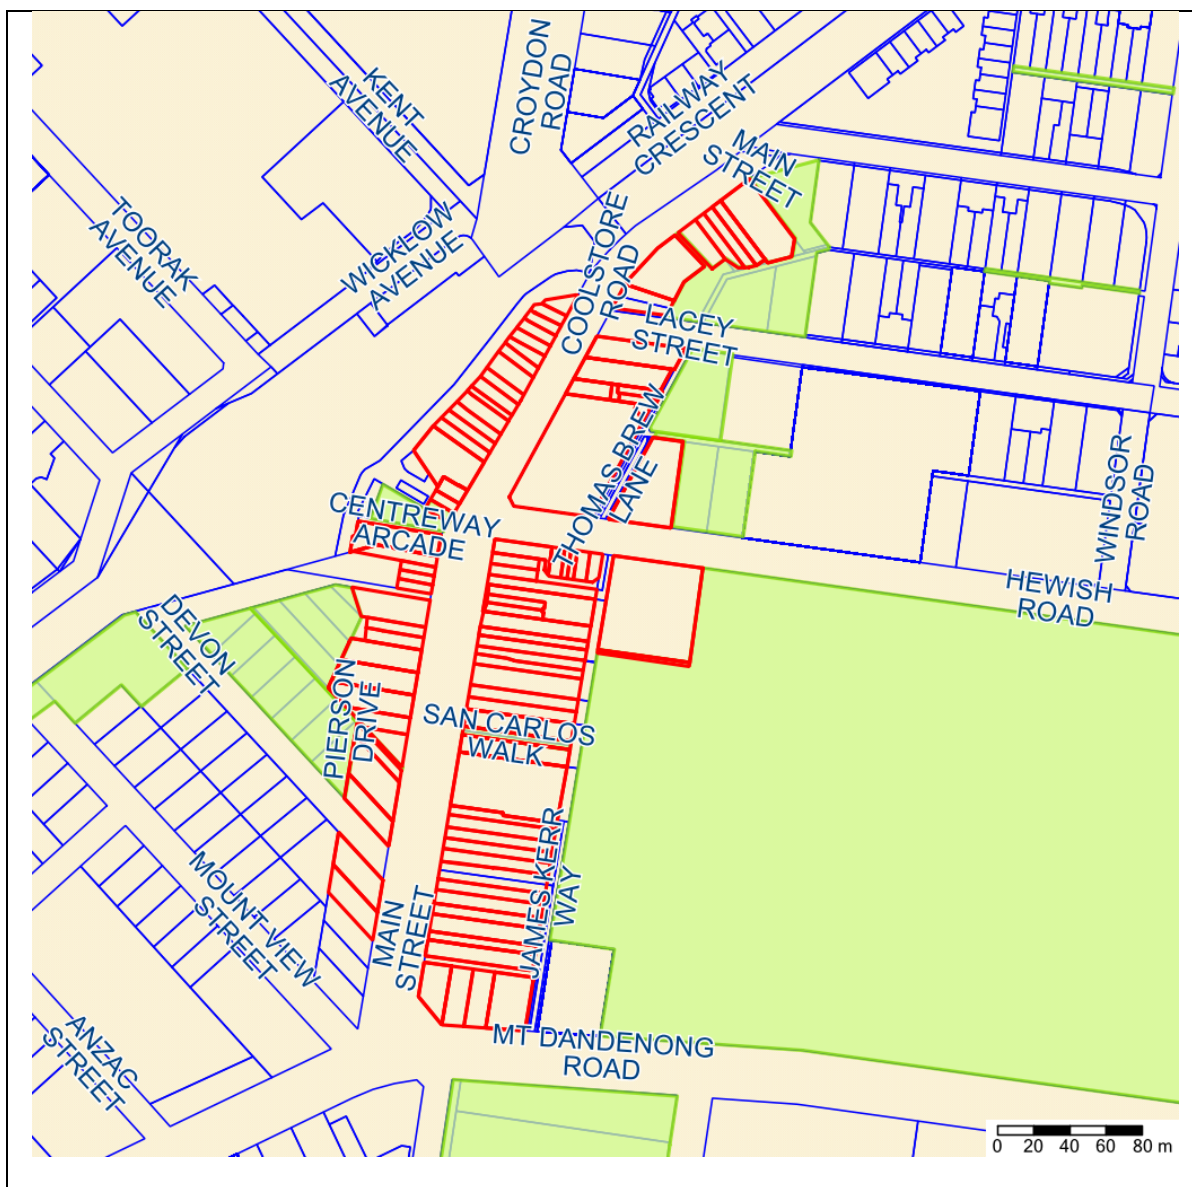 CROYDON
ROAD
KENT
AVENUE
RAILWAY
CRESCENT
MAIN
STREET
TOORAK
AVENUE
WICKLOW
AVENUE
COOLSTORE
ROAD
LACEY
STREET
THOMAS BREW
LANE
WINDSOR
ROAD
CENTREWAY
ARCADE
HEWISH
ROAD
DEVON
STREET
PIERSON
DRIVE
SAN CARLOS
WALK
JAMES KERR
WAY
MOUNT VIEW
STREET
MAIN
STREET
ANZAC
STREET
MT DANDENONG
ROAD
0 20 40 60 80 m